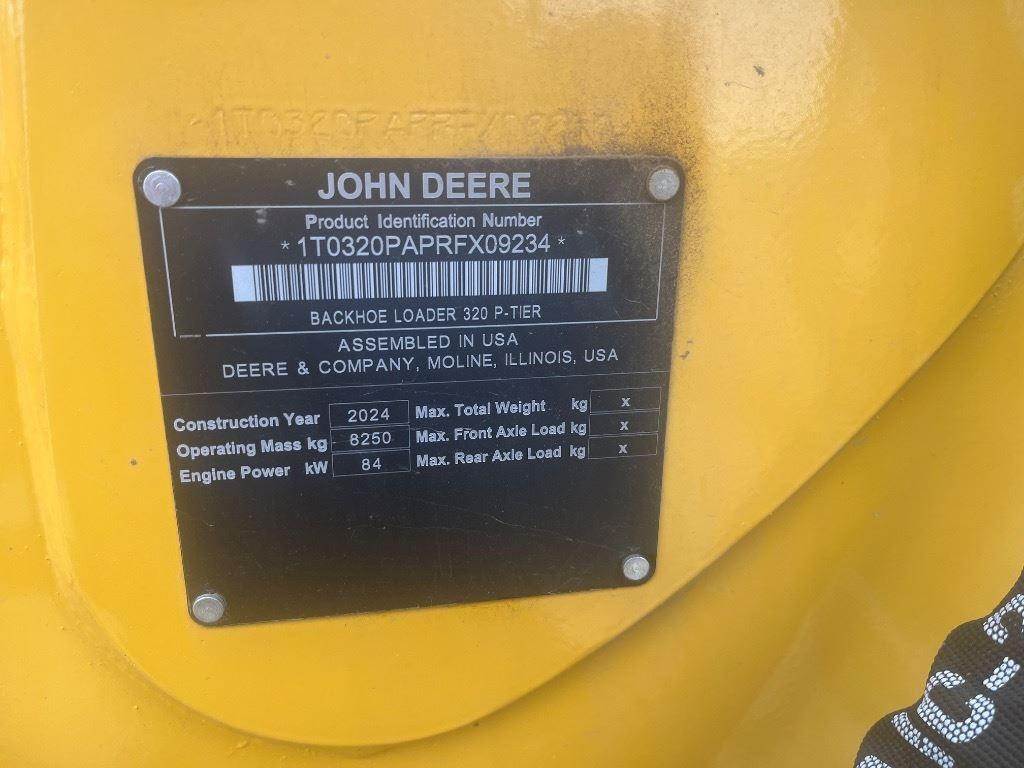 JOHN DEERE
Product Identification Number
* 1T0320PAPRFX09234 *
BACKHOE LOADER 320 P-TIER
ASSEMBLED IN USA
DEERE & COMPANY, MOLINE, ILLINOIS, USA
Construction Year 2024 Max. Total Weight kg x
Operating Mass kg 8250 Max. Front Axle Load kg x
Engine Power kW 84 Max. Rear Axle Load kg x